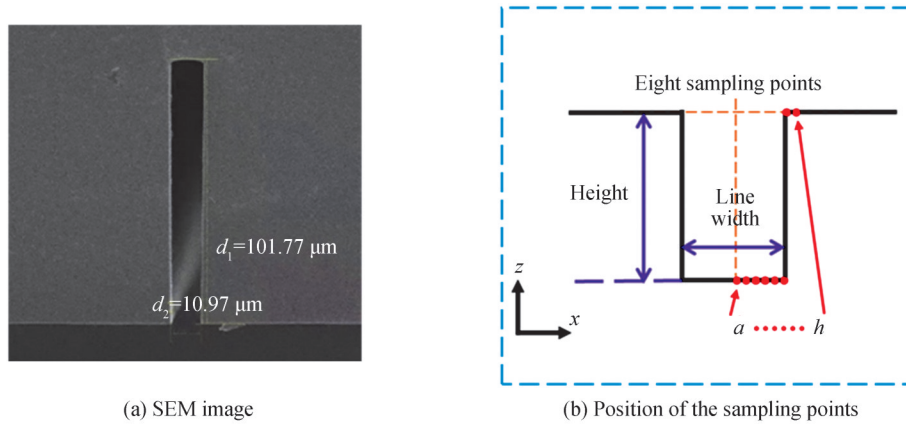 d₁=101.77 μm
d₂=10.97 μm
(a) SEM image
Eight sampling points
Height
Line
width
z
x
a
h
(b) Position of the sampling points